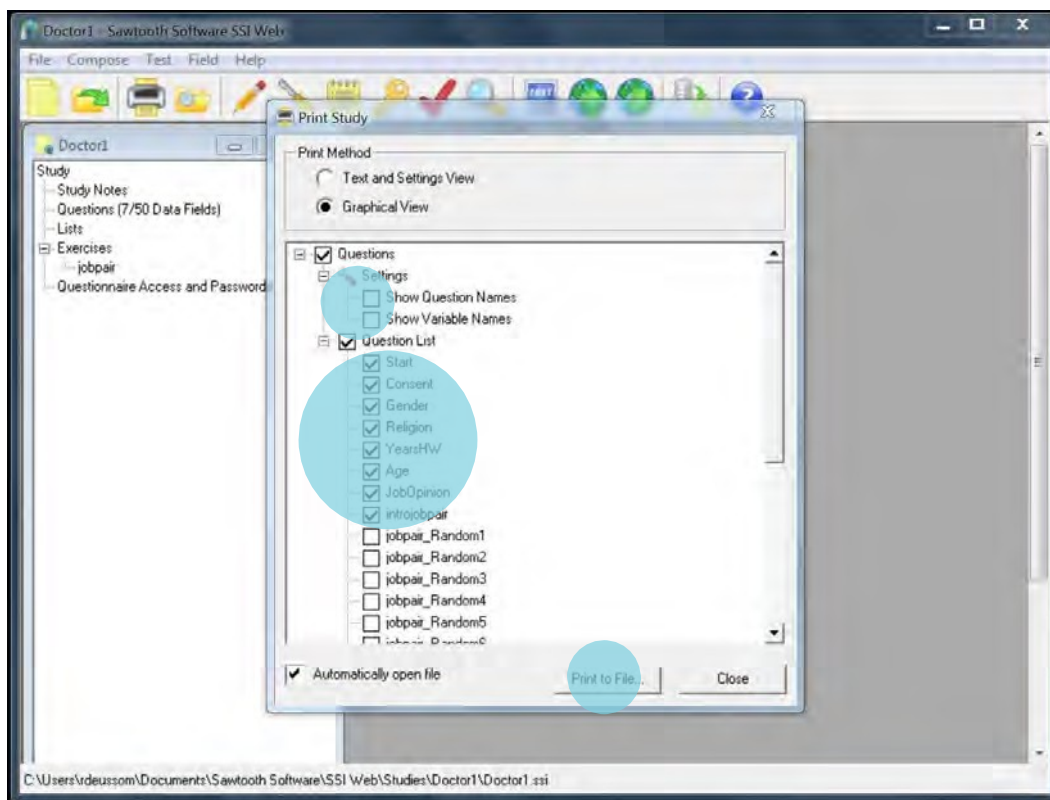 Doctor1 - Sawtooth Software SSI Web
File Compose Test Field Help
TEST
Print Study
Doctor1
Print Method
Study
Text and Settings View
Study Notes
Graphical View
Questions (7/50 Data Fields)
Lists
Exercises
jobpair
Questionnaire Access and Password
Questions
Settings
Show Question Names
Show Variable Names
Question List
Start
Consent
Gender
Religion
YearsHW
Age
JobOpinion
introjobpair
jobpair_Random1
jobpair_Random2
jobpair_Random3
jobpair_Random4
jobpair_Random5
Automatically open file
Print to File...
Close
C:\Users\rdeussom\Documents\Sawtooth Software\SSI Web\Studies\Doctor1\Doctor1.ssi